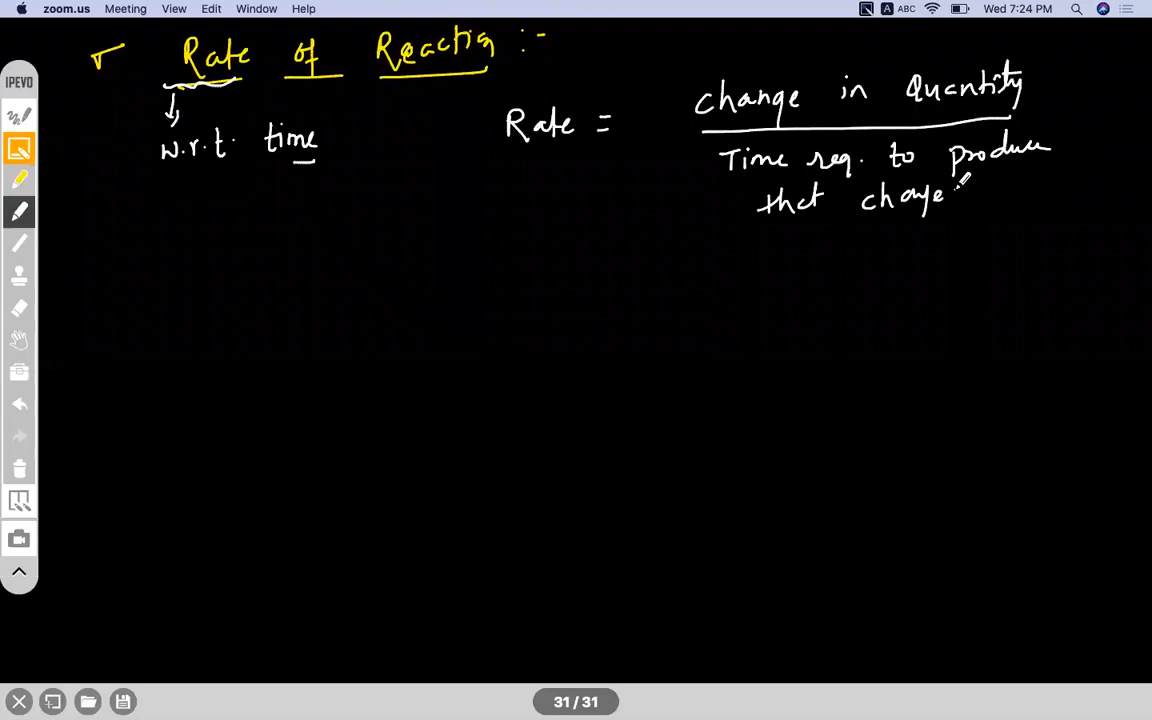 zoom.us Meeting View Edit Window Help A ABC Wed 7:24 PM
IPEVO
Rate of Reaction :-
w.r.t. time
Rate = Change in Quantity
Time req. to produce
that change
31 / 31